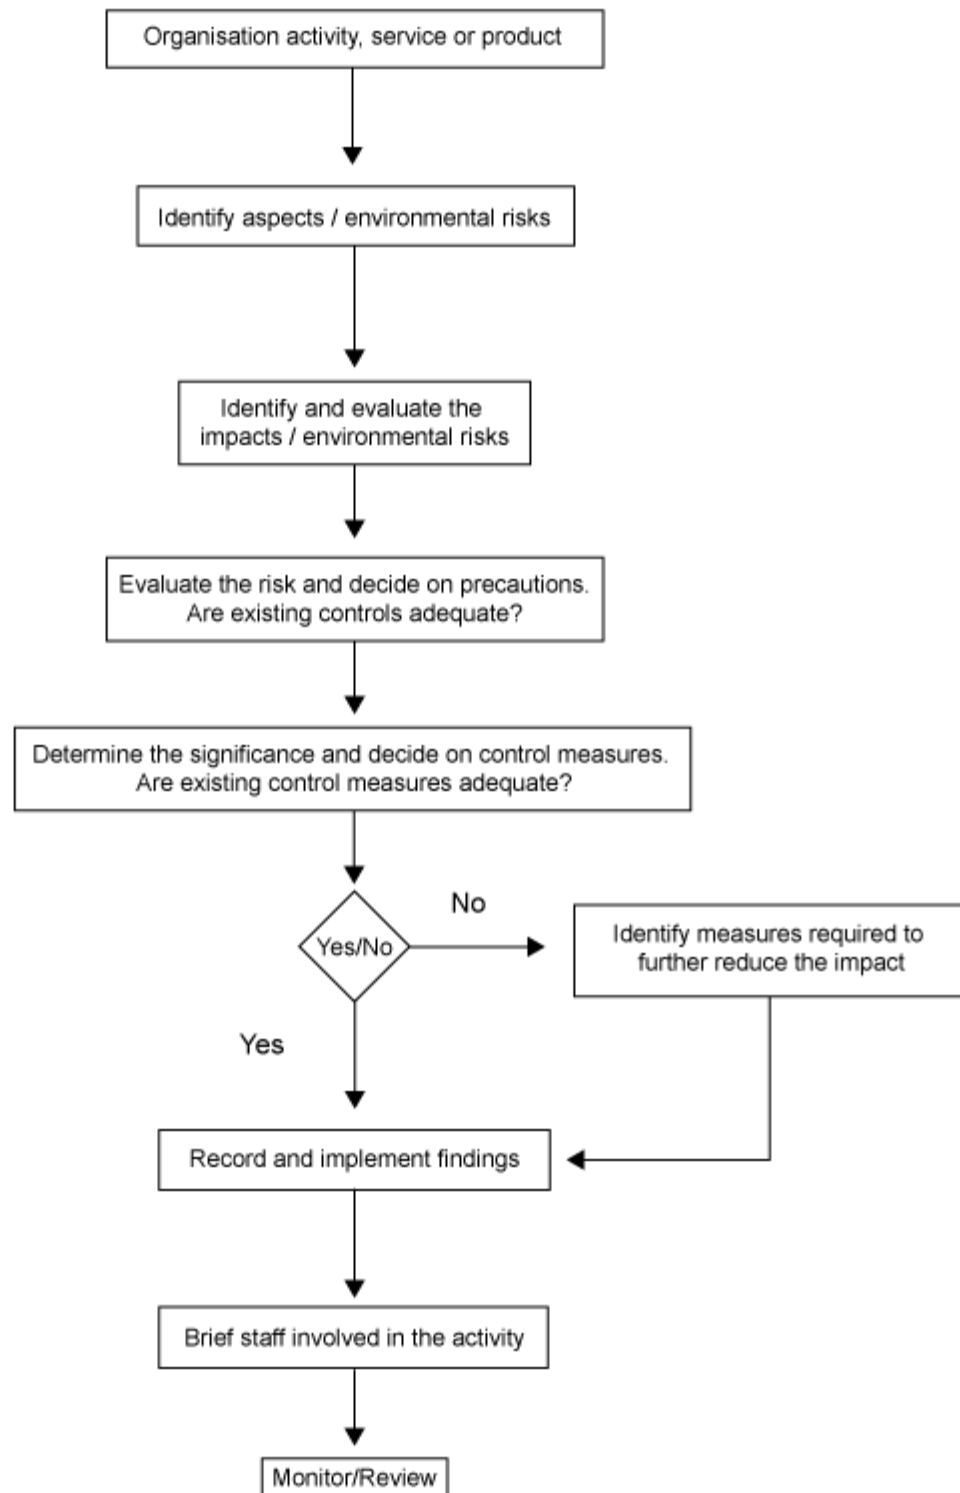 Organisation activity, service or product
Identify aspects / environmental risks
Identify and evaluate the
impacts / environmental risks
Evaluate the risk and decide on precautions.
Are existing controls adequate?
Determine the significance and decide on control measures.
Are existing control measures adequate?
No
Yes/No
Identify measures required to
further reduce the impact
Yes
Record and implement findings
Brief staff involved in the activity
Monitor/Review